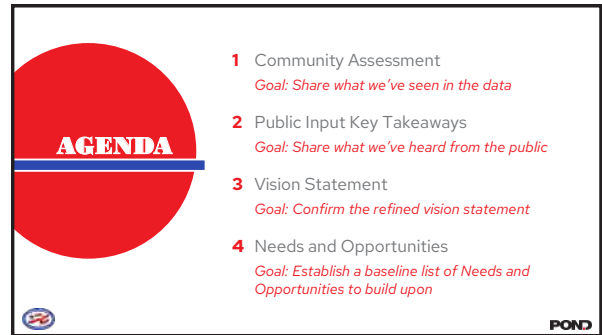 AGENDA
1 Community Assessment
Goal: Share what we've seen in the data
2 Public Input Key Takeaways
Goal: Share what we've heard from the public
3 Vision Statement
Goal: Confirm the refined vision statement
4 Needs and Opportunities
Goal: Establish a baseline list of Needs and
Opportunities to build upon
POND